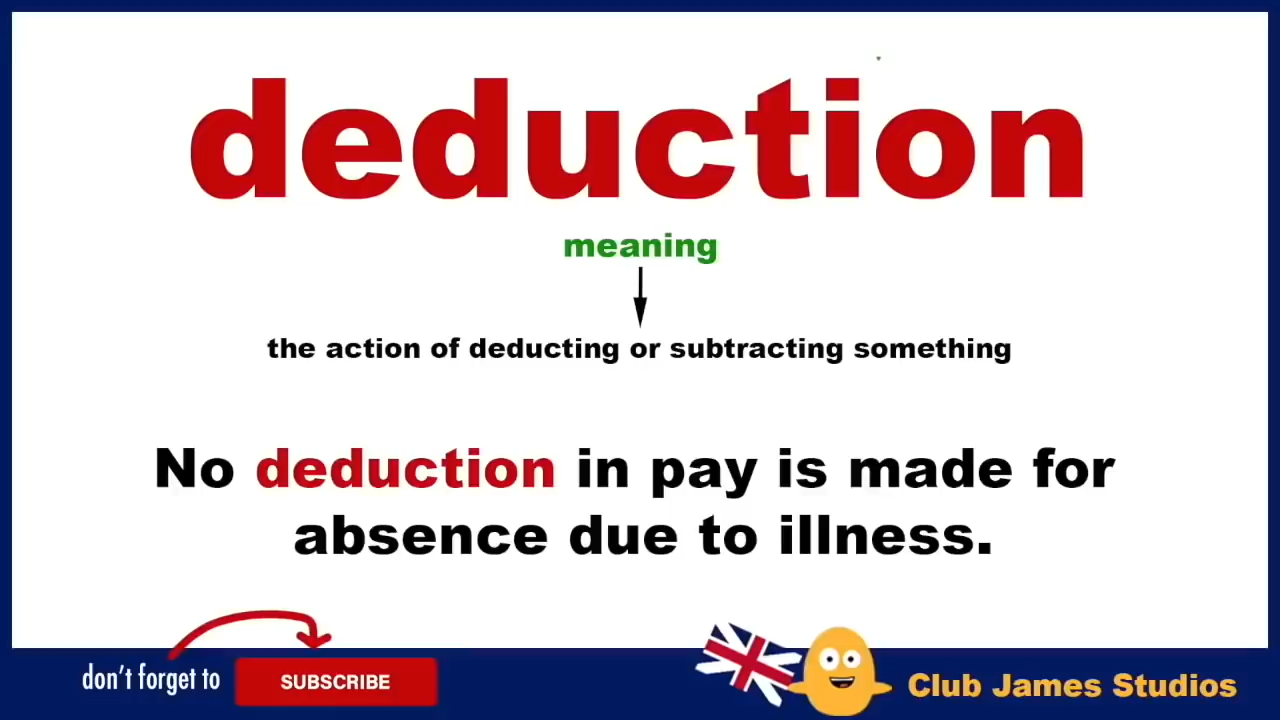 deduction
meaning
the action of deducting or subtracting something
No deduction in pay is made for
absence due to illness.
don't forget to
SUBSCRIBE
Club James Studios